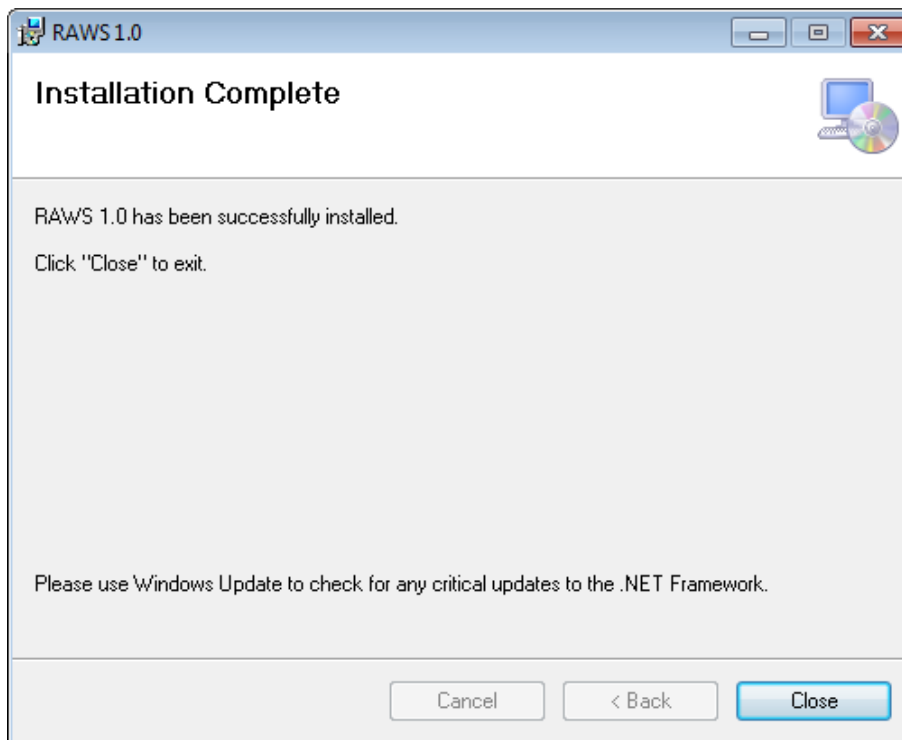 RAWS 1.0
Installation Complete
RAWS 1.0 has been successfully installed.
Click "Close" to exit.
Please use Windows Update to check for any critical updates to the .NET Framework.
Cancel
< Back
Close